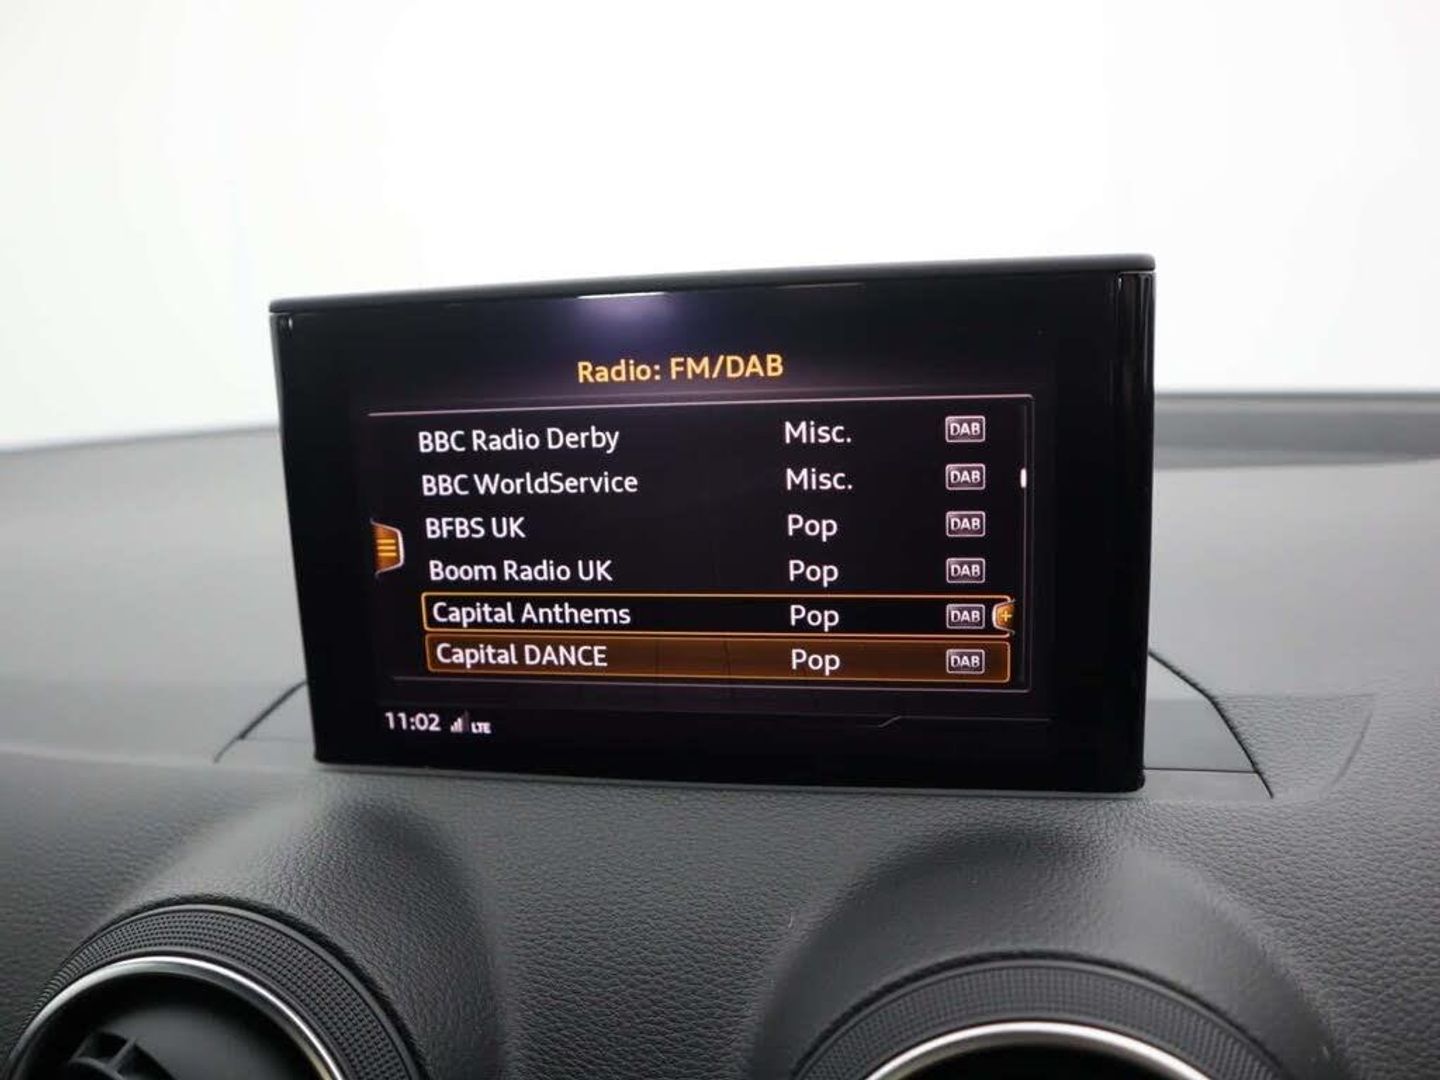 Radio: FM/DAB
BBC Radio Derby Misc. DAB
BBC WorldService Misc. DAB
BFBS UK Pop DAB
Boom Radio UK Pop DAB
Capital Anthems Pop DAB +
Capital DANCE Pop DAB
11:02 LTE